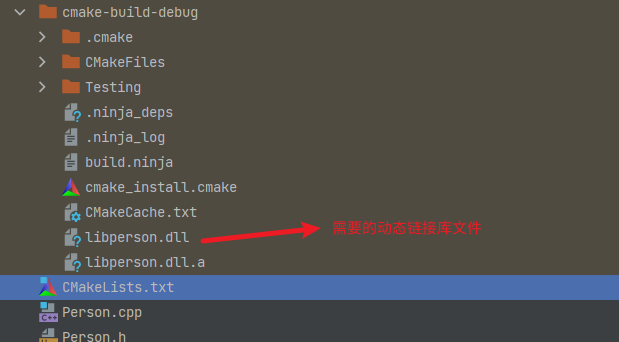 cmake-build-debug
.cmake
CMakeFiles
Testing
.ninja_deps
.ninja_log
build.ninja
cmake_install.cmake
CMakeCache.txt
libperson.dll 需要的动态链接库文件
libperson.dll.a
CMakeLists.txt
C++ Person.cpp
Person.h